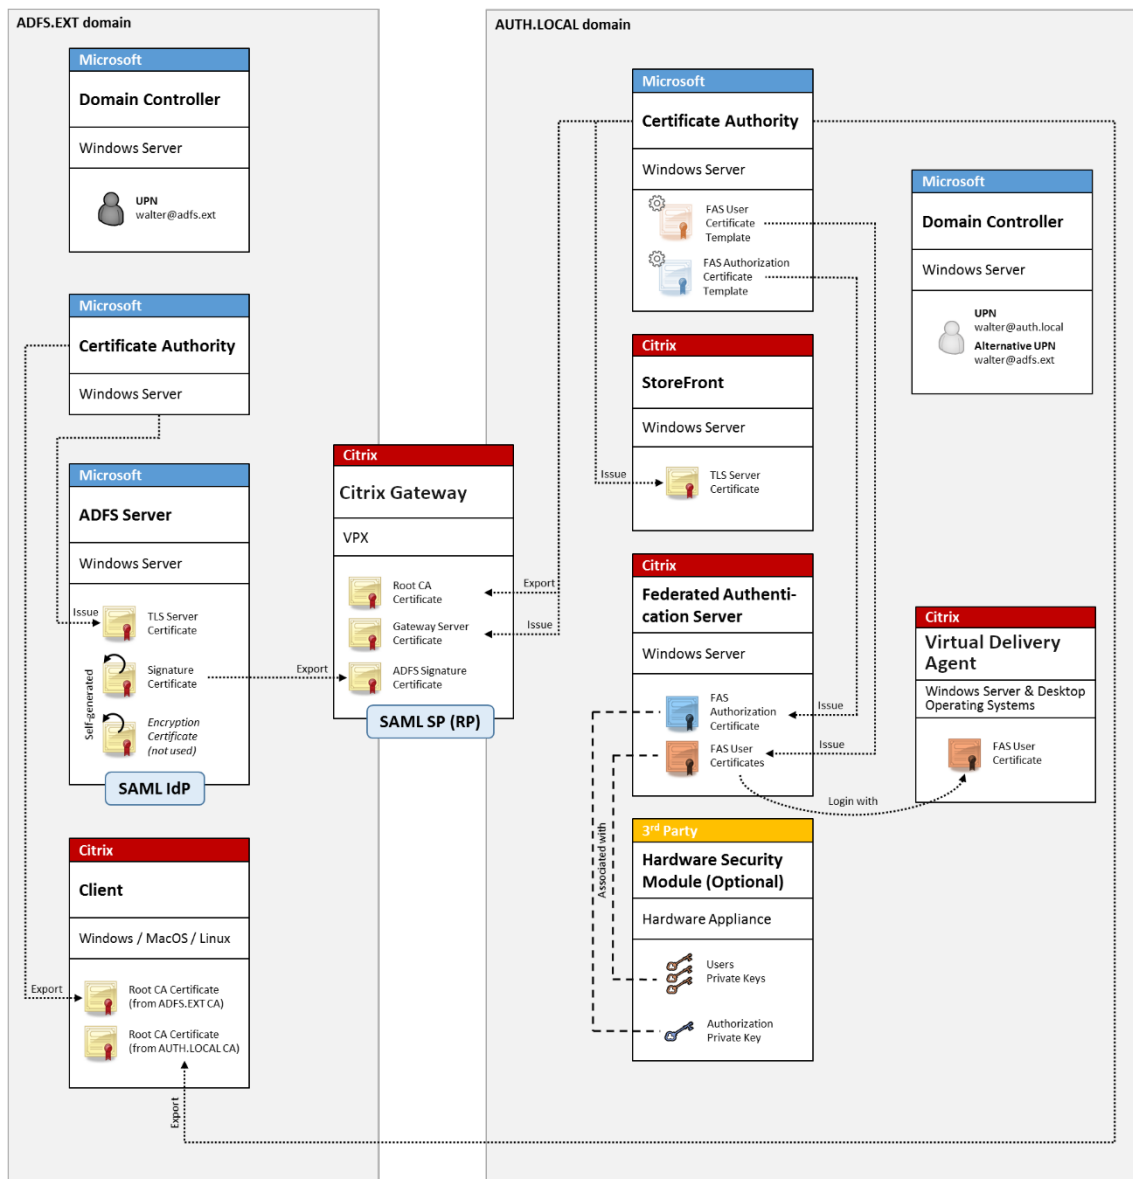 ADFS.EXT domain
Microsoft
Domain Controller
Windows Server
UPN
walter@adfs.ext
Microsoft
Certificate Authority
Windows Server
Microsoft
ADFS Server
Windows Server
Issue
TLS Server
Certificate
Self-generated
Signature
Certificate
Encryption
Certificate
(not used)
SAML IdP
Export
Citrix
Client
Windows / MacOS / Linux
Export
Root CA Certificate
(from ADFS.EXT CA)
Root CA Certificate
(from AUTH.LOCAL CA)
Export
Citrix
Citrix Gateway
VPX
Root CA
Certificate
Export
Gateway Server
Certificate
Issue
ADFS Signature
Certificate
SAML SP (RP)
AUTH.LOCAL domain
Microsoft
Certificate Authority
Windows Server
FAS User
Certificate
Template
FAS Authorization
Certificate
Template
Citrix
StoreFront
Windows Server
Issue
TLS Server
Certificate
Citrix
Federated Authenti-
cation Server
Windows Server
FAS
Authorization
Certificate
Issue
FAS User
Certificates
Issue
Login with
Associated with
3rd Party
Hardware Security
Module (Optional)
Hardware Appliance
Users
Private Keys
Authorization
Private Key
Microsoft
Domain Controller
Windows Server
UPN
walter@auth.local
Alternative UPN
walter@adfs.ext
Citrix
Virtual Delivery
Agent
Windows Server & Desktop
Operating Systems
FAS User
Certificate